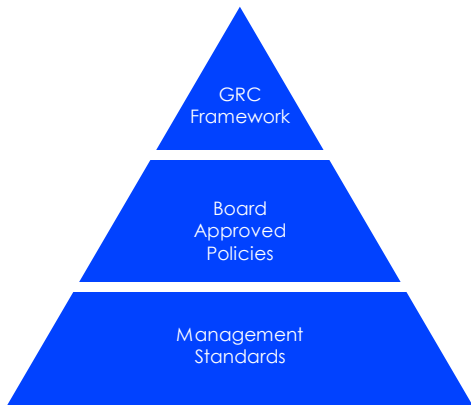 GRC
Framework
Board
Approved
Policies
Management
Standards